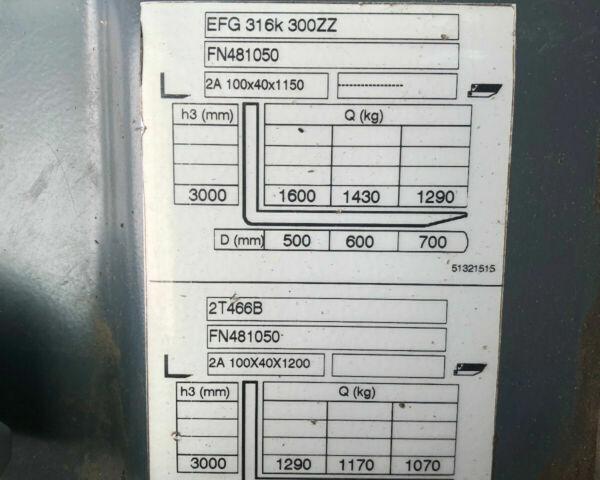 EFG 316k 300ZZ
FN481050
2A 100x40x1150 ---------------
h3 (mm) Q (kg)
3000 1600 1430 1290
D (mm) 500 600 700
51321515
2T466B
FN481050
2A 100X40X1200
h3 (mm) Q (kg)
3000 1290 1170 1070